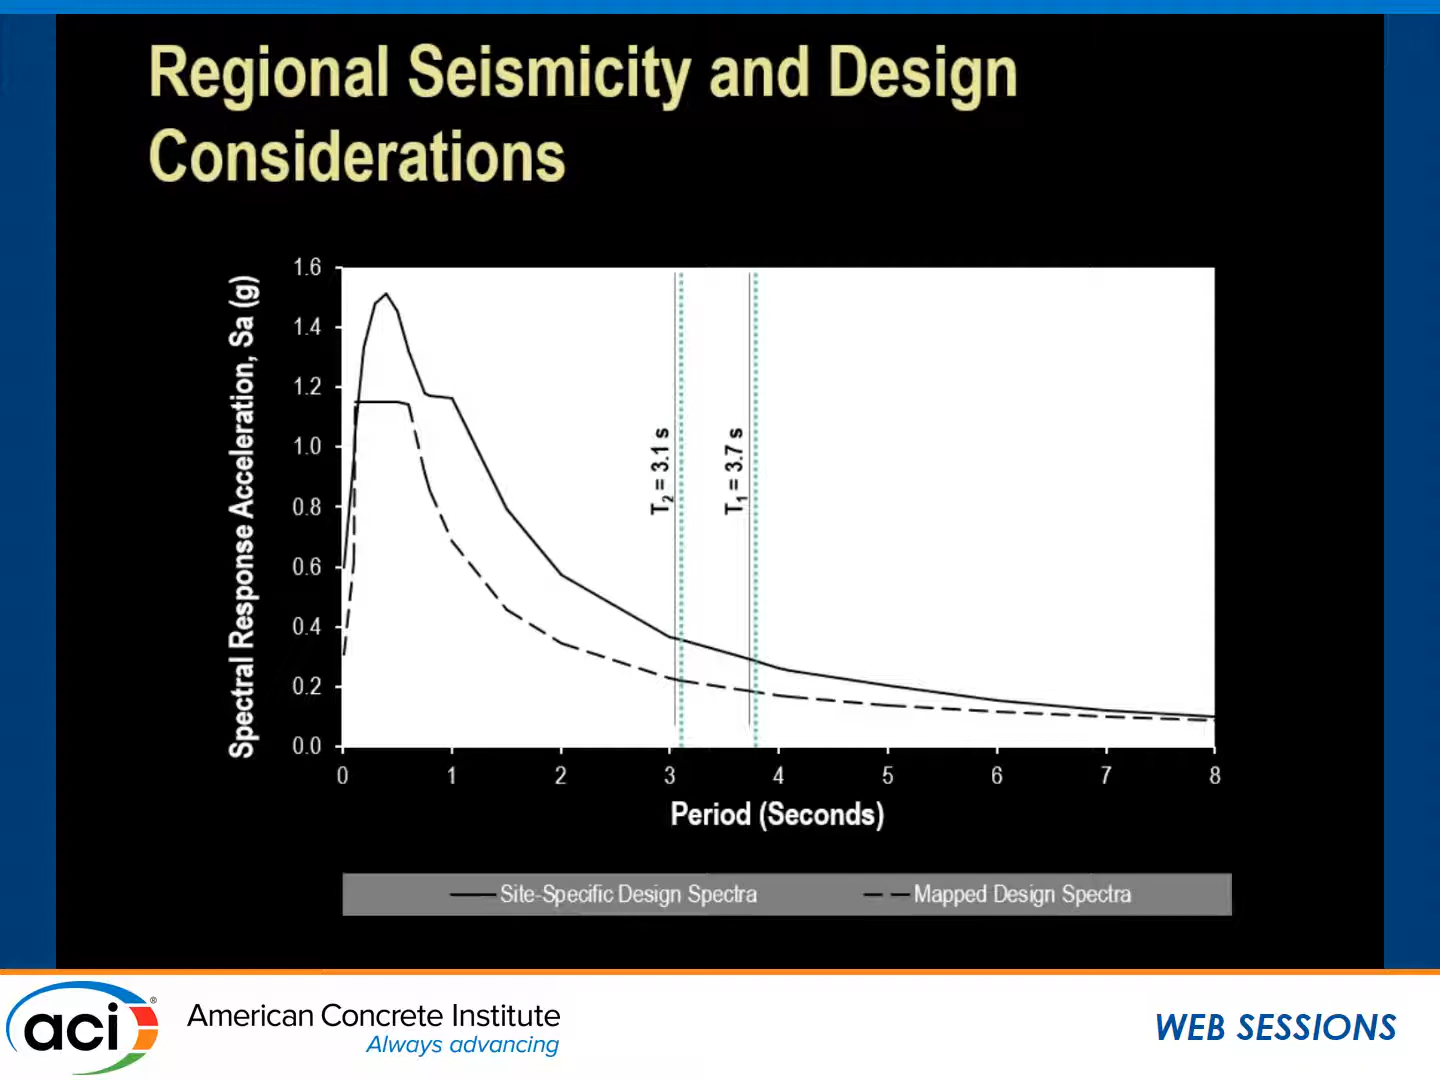 Regional Seismicity and Design
Considerations
Spectral Response Acceleration, Sa (g)
1.6
1.4
1.2
1.0
0.8
0.6
0.4
0.2
0.0
T₂ = 3.1 s
T₁ = 3.7 s
0 1 2 3 4 5 6 7 8
Period (Seconds)
Site-Specific Design Spectra Mapped Design Spectra
aci®
American Concrete Institute
Always advancing
WEB SESSIONS